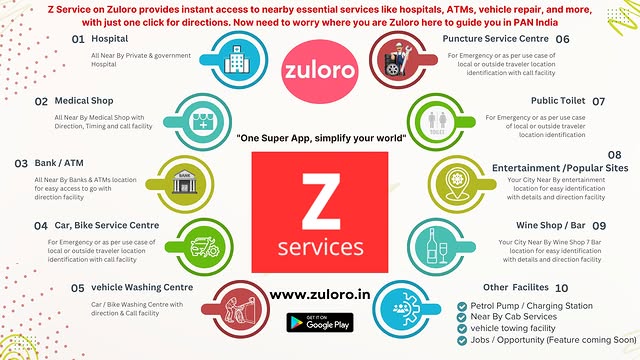 Z Service on Zuloro provides instant access to nearby essential services like hospitals, ATMs, vehicle repair, and more,
with just one click for directions. Now need to worry where you are Zuloro here to guide you in PAN India
01 Hospital
All Near By Private & government
Hospital
02 Medical Shop
All Near By Medical Shop with
Direction, Timing and call facility
03 Bank / ATM
All Near By Banks & ATMs location
for easy access to go with
direction facility
BANK
04 Car, Bike Service Centre
For Emergency or as per use case of
local or outside traveler location
identification with call facility
05 vehicle Washing Centre
Car / Bike Washing Centre with
direction & Call facility
zuloro
"One Super App, simplify your world"
Z
services
www.zuloro.in
GET IT ON
Google Play
Puncture Service Centre 06
For Emergency or as per use case of
local or outside traveler location
identification with call facility
Public Toilet 07
For Emergency or as per use case
of local or outside traveler
location identification
TOILET
08
Entertainment /Popular Sites
Your City Near By entertainment
location for easy identification
with details and direction facility
Wine Shop / Bar 09
Your City Near By Wine Shop / Bar
location for easy identification
with details and direction facility
Other Facilites 10
Petrol Pump / Charging Station
Near By Cab Services
vehicle towing facility
Jobs / Opportunity (Feature coming Soon)